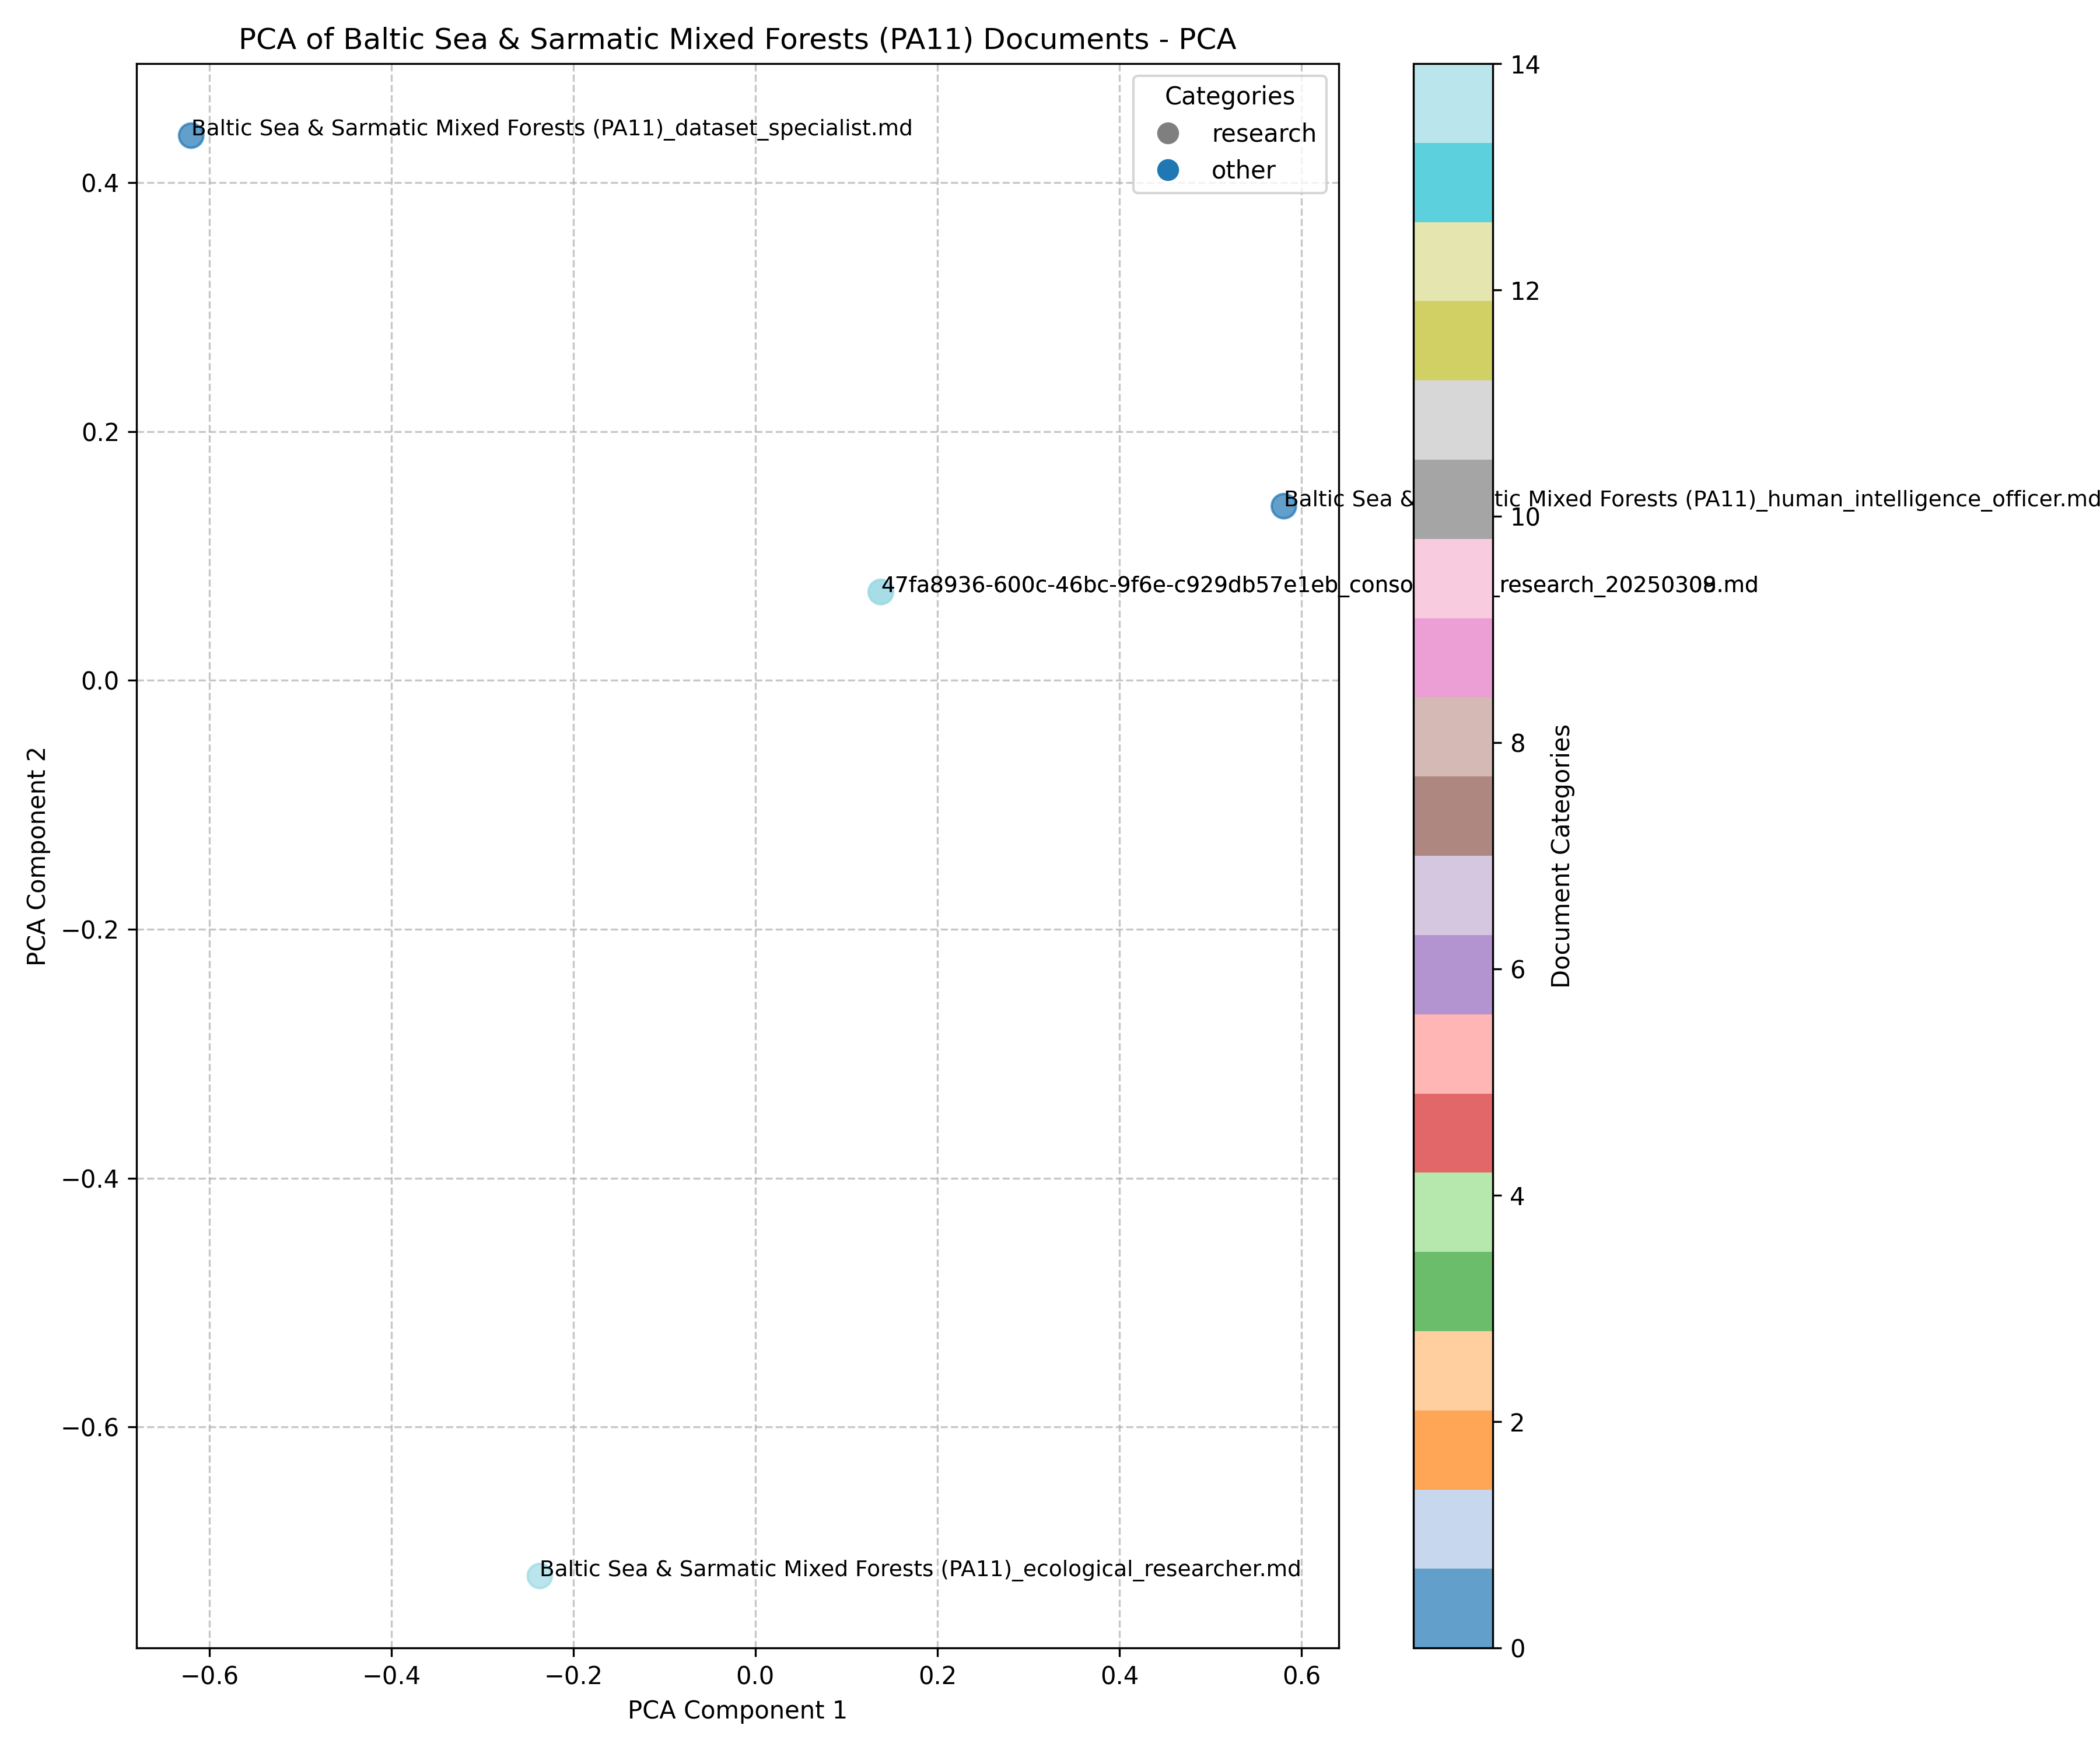 PCA of Baltic Sea & Sarmatic Mixed Forests (PA11) Documents - PCA
Categories
research
other
Baltic Sea & Sarmatic Mixed Forests (PA11)_dataset_specialist.md
Baltic Sea & tic Mixed Forests (PA11)_human_intelligence_officer.md
47fa8936-600c-46bc-9f6e-c929db57e1eb_conso _research_2025030 .md
Baltic Sea & Sarmatic Mixed Forests (PA11)_ecological_researcher.md
0.4
0.2
0.0
−0.2
−0.4
−0.6
PCA Component 2
−0.6
−0.4
−0.2
0.0
0.2
0.4
0.6
PCA Component 1
14
12
10
8
6
4
2
0
Document Categories